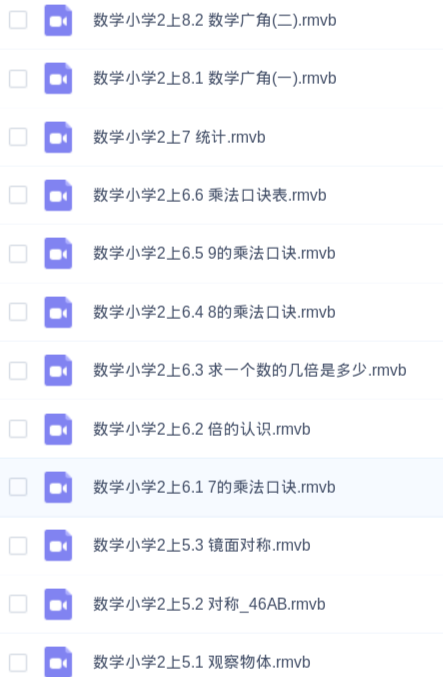 数学小学2上8.2 数学广角(二).rmvb
数学小学2上8.1 数学广角(一).rmvb
数学小学2上7 统计.rmvb
数学小学2上6.6 乘法口诀表.rmvb
数学小学2上6.5 9的乘法口诀.rmvb
数学小学2上6.4 8的乘法口诀.rmvb
数学小学2上6.3 求一个数的几倍是多少.rmvb
数学小学2上6.2 倍的认识.rmvb
数学小学2上6.1 7的乘法口诀.rmvb
数学小学2上5.3 镜面对称.rmvb
数学小学2上5.2 对称_46AB.rmvb
数学小学2上5.1 观察物体.rmvb